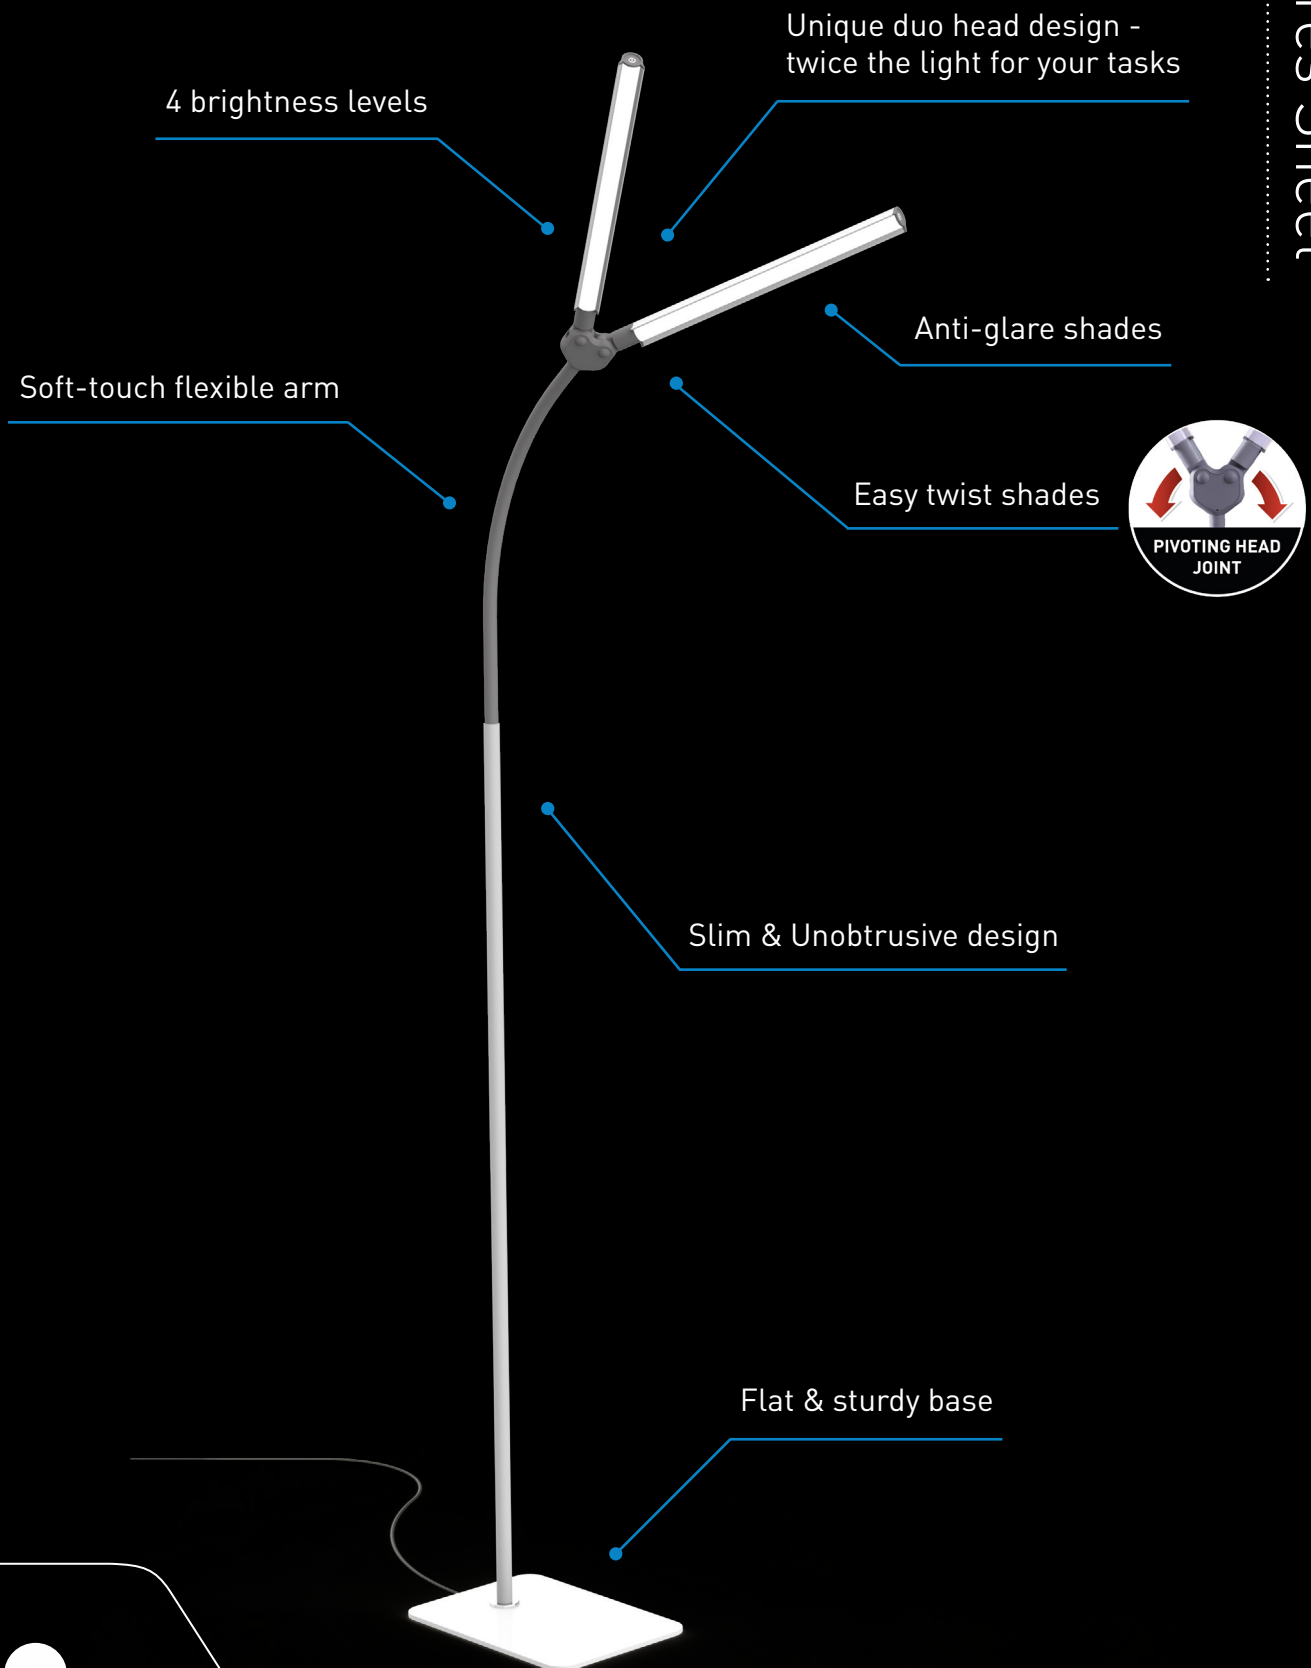 Unique duo head design -
twice the light for your tasks
4 brightness levels
Anti-glare shades
Soft-touch flexible arm
Easy twist shades
PIVOTING HEAD
JOINT
Slim & Unobtrusive design
Flat & sturdy base